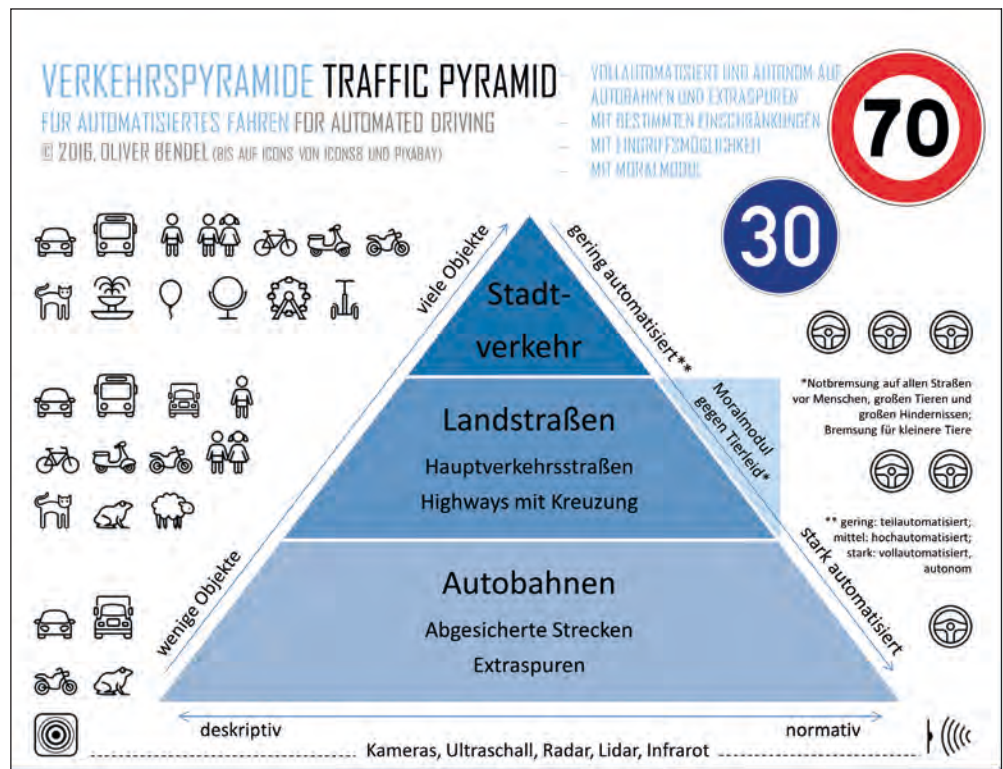 VERKEHRSPYRAMIDE TRAFFIC PYRAMID
FÜR AUTOMATISIERTES FAHREN FOR AUTOMATED DRIVING
© 2016, OLIVER BENDEL (BIS AUF ICONS VON ICONS8 UND PIXABAY)
– VOLLAUTOMATISIERT UND AUTONOM AUF
AUTOBAHNEN UND EXTRASPUREN
– MIT BESTIMMTEN EINSCHRÄNKUNGEN
– MIT EINGRIFFSMÖGLICHKEIT
– MIT MORALMODUL
70
30
viele Objekte
gering automatisiert**
Stadt-
verkehr
*Notbremsung auf allen Straßen
vor Menschen, großen Tieren und
großen Hindernissen;
Bremsung für kleinere Tiere
Moralmodul
gegen Tierleid*
Landstraßen
Hauptverkehrsstraßen
Highways mit Kreuzung
** gering: teilautomatisiert;
mittel: hochautomatisiert;
stark: vollautomatisiert,
autonom
wenige Objekte
stark automatisiert
Autobahnen
Abgesicherte Strecken
Extraspuren
deskriptiv
normativ
Kameras, Ultraschall, Radar, Lidar, Infrarot